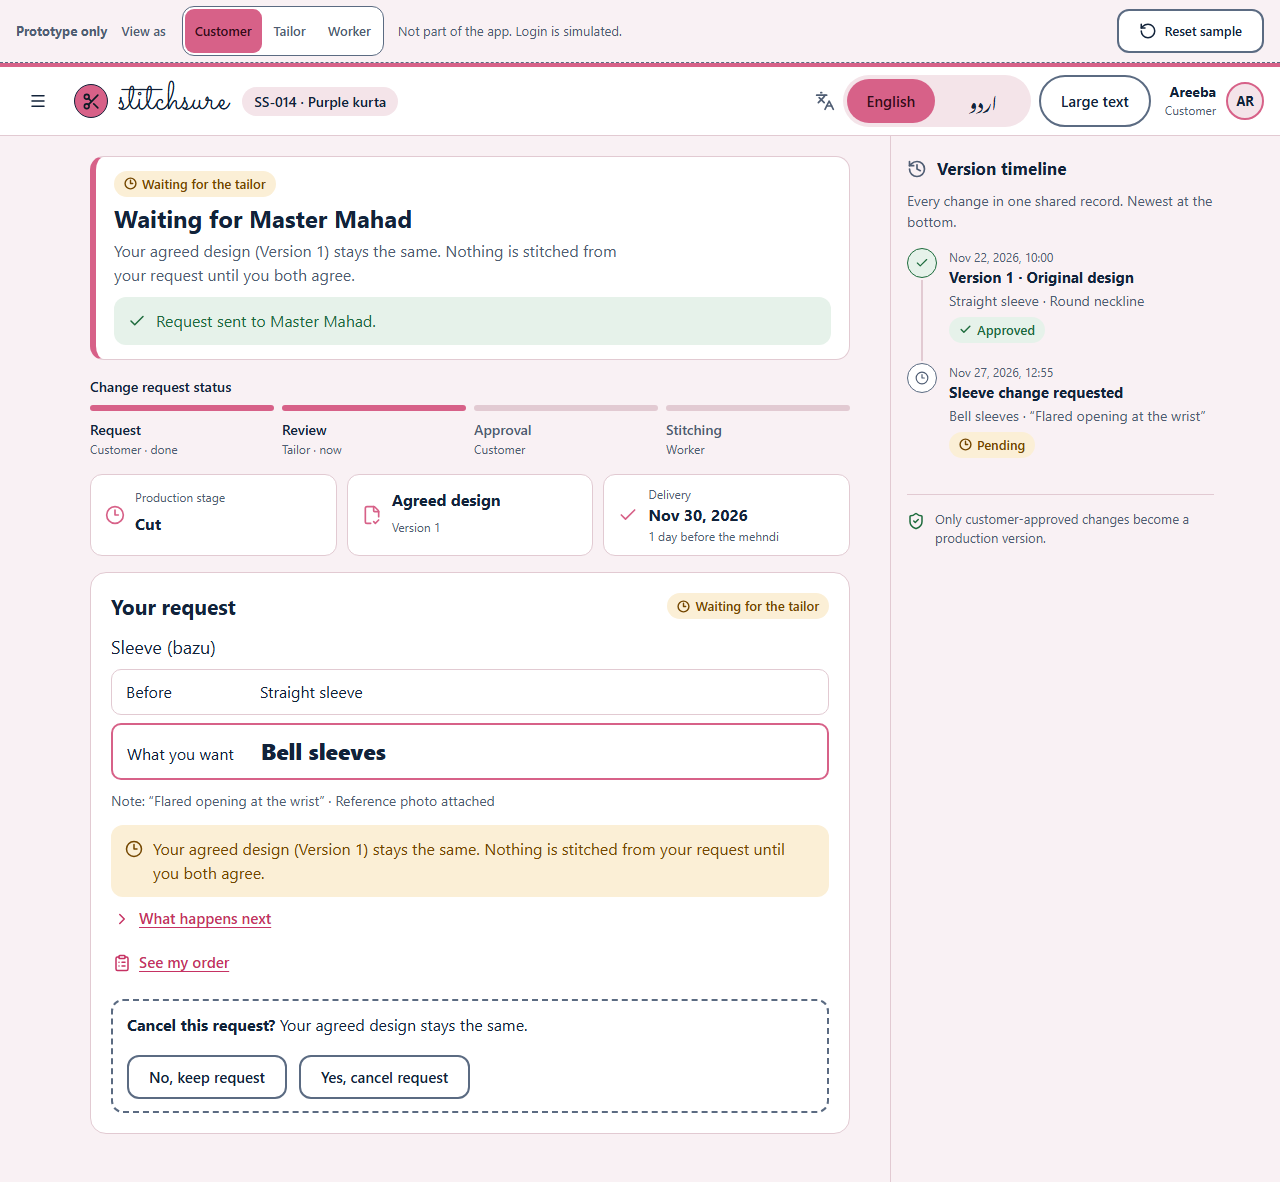 Prototype only View as Customer Tailor Worker Not part of the app. Login is simulated. Reset sample
stitchsure SS-014 · Purple kurta English اردو Large text Areeba Customer AR
Waiting for the tailor
Waiting for Master Mahad
Your agreed design (Version 1) stays the same. Nothing is stitched from
your request until you both agree.
Request sent to Master Mahad.
Change request status
Request Review Approval Stitching
Customer · done Tailor · now Customer Worker
Production stage
Cut
Agreed design
Version 1
Delivery
Nov 30, 2026
1 day before the mehndi
Your request Waiting for the tailor
Sleeve (bazu)
Before Straight sleeve
What you want Bell sleeves
Note: “Flared opening at the wrist” · Reference photo attached
Your agreed design (Version 1) stays the same. Nothing is stitched from your request until
you both agree.
What happens next
See my order
Cancel this request? Your agreed design stays the same.
No, keep request Yes, cancel request
Version timeline
Every change in one shared record. Newest at the
bottom.
Nov 22, 2026, 10:00
Version 1 · Original design
Straight sleeve · Round neckline
Approved
Nov 27, 2026, 12:55
Sleeve change requested
Bell sleeves · “Flared opening at the wrist”
Pending
Only customer-approved changes become a
production version.